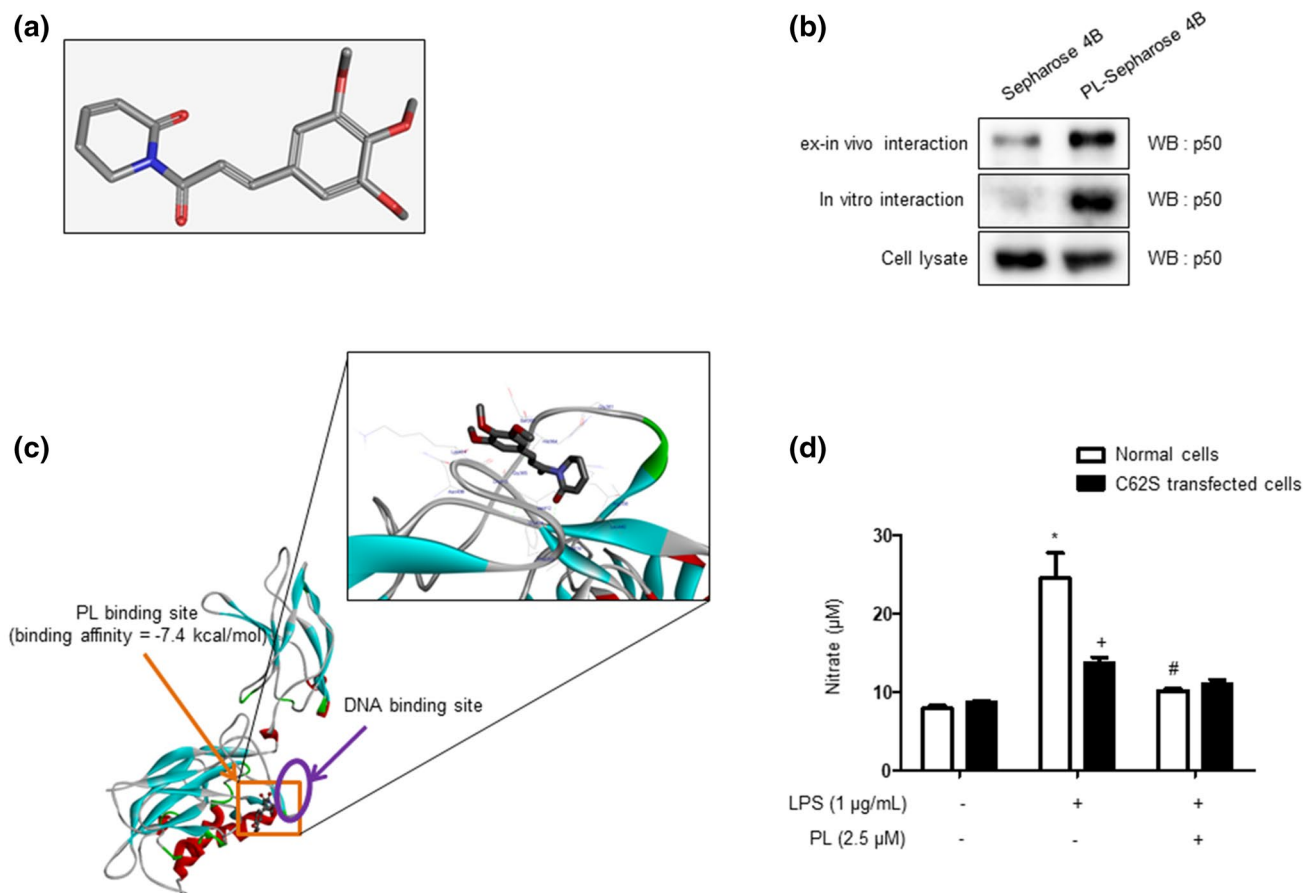 (a)
(b)
Sepharose 4B
PL-Sepharose 4B
ex-in vivo interaction
WB : p50
In vitro interaction
WB : p50
Cell lysate
WB : p50
(c)
PL binding site
(binding affinity = -7.4 kcal/mol)
DNA binding site
(d)
Normal cells
C62S transfected cells
Nitrate (µM)
30
20
10
0
*
+
#
LPS (1 µg/mL) - + +
PL (2.5 µM) - - +